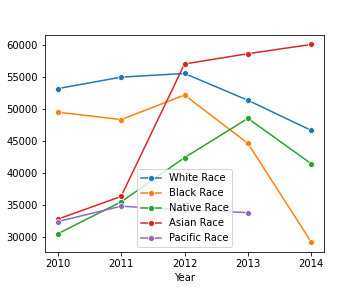 60000
55000
50000
45000
40000
35000
30000
White Race
Black Race
Native Race
Asian Race
Pacific Race
2010 2011 2012 2013 2014
Year